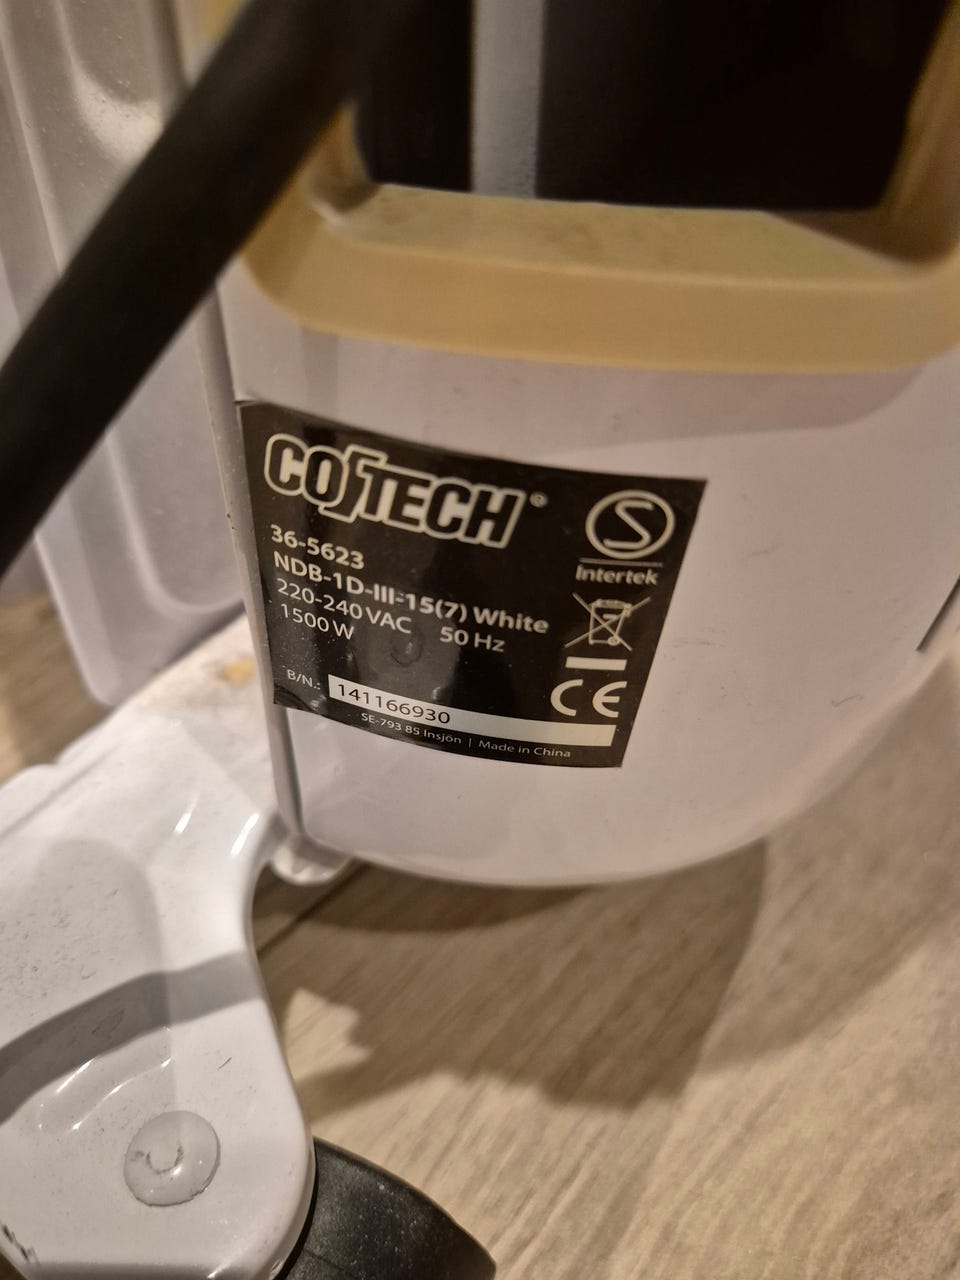 COTECH®
36-5623
NDB-1D-III-15(7) White
220-240 VAC 50 Hz
1500 W
S
Intertek
CE
B/N.: 141166930
SE-793 85 Insjön | Made in China